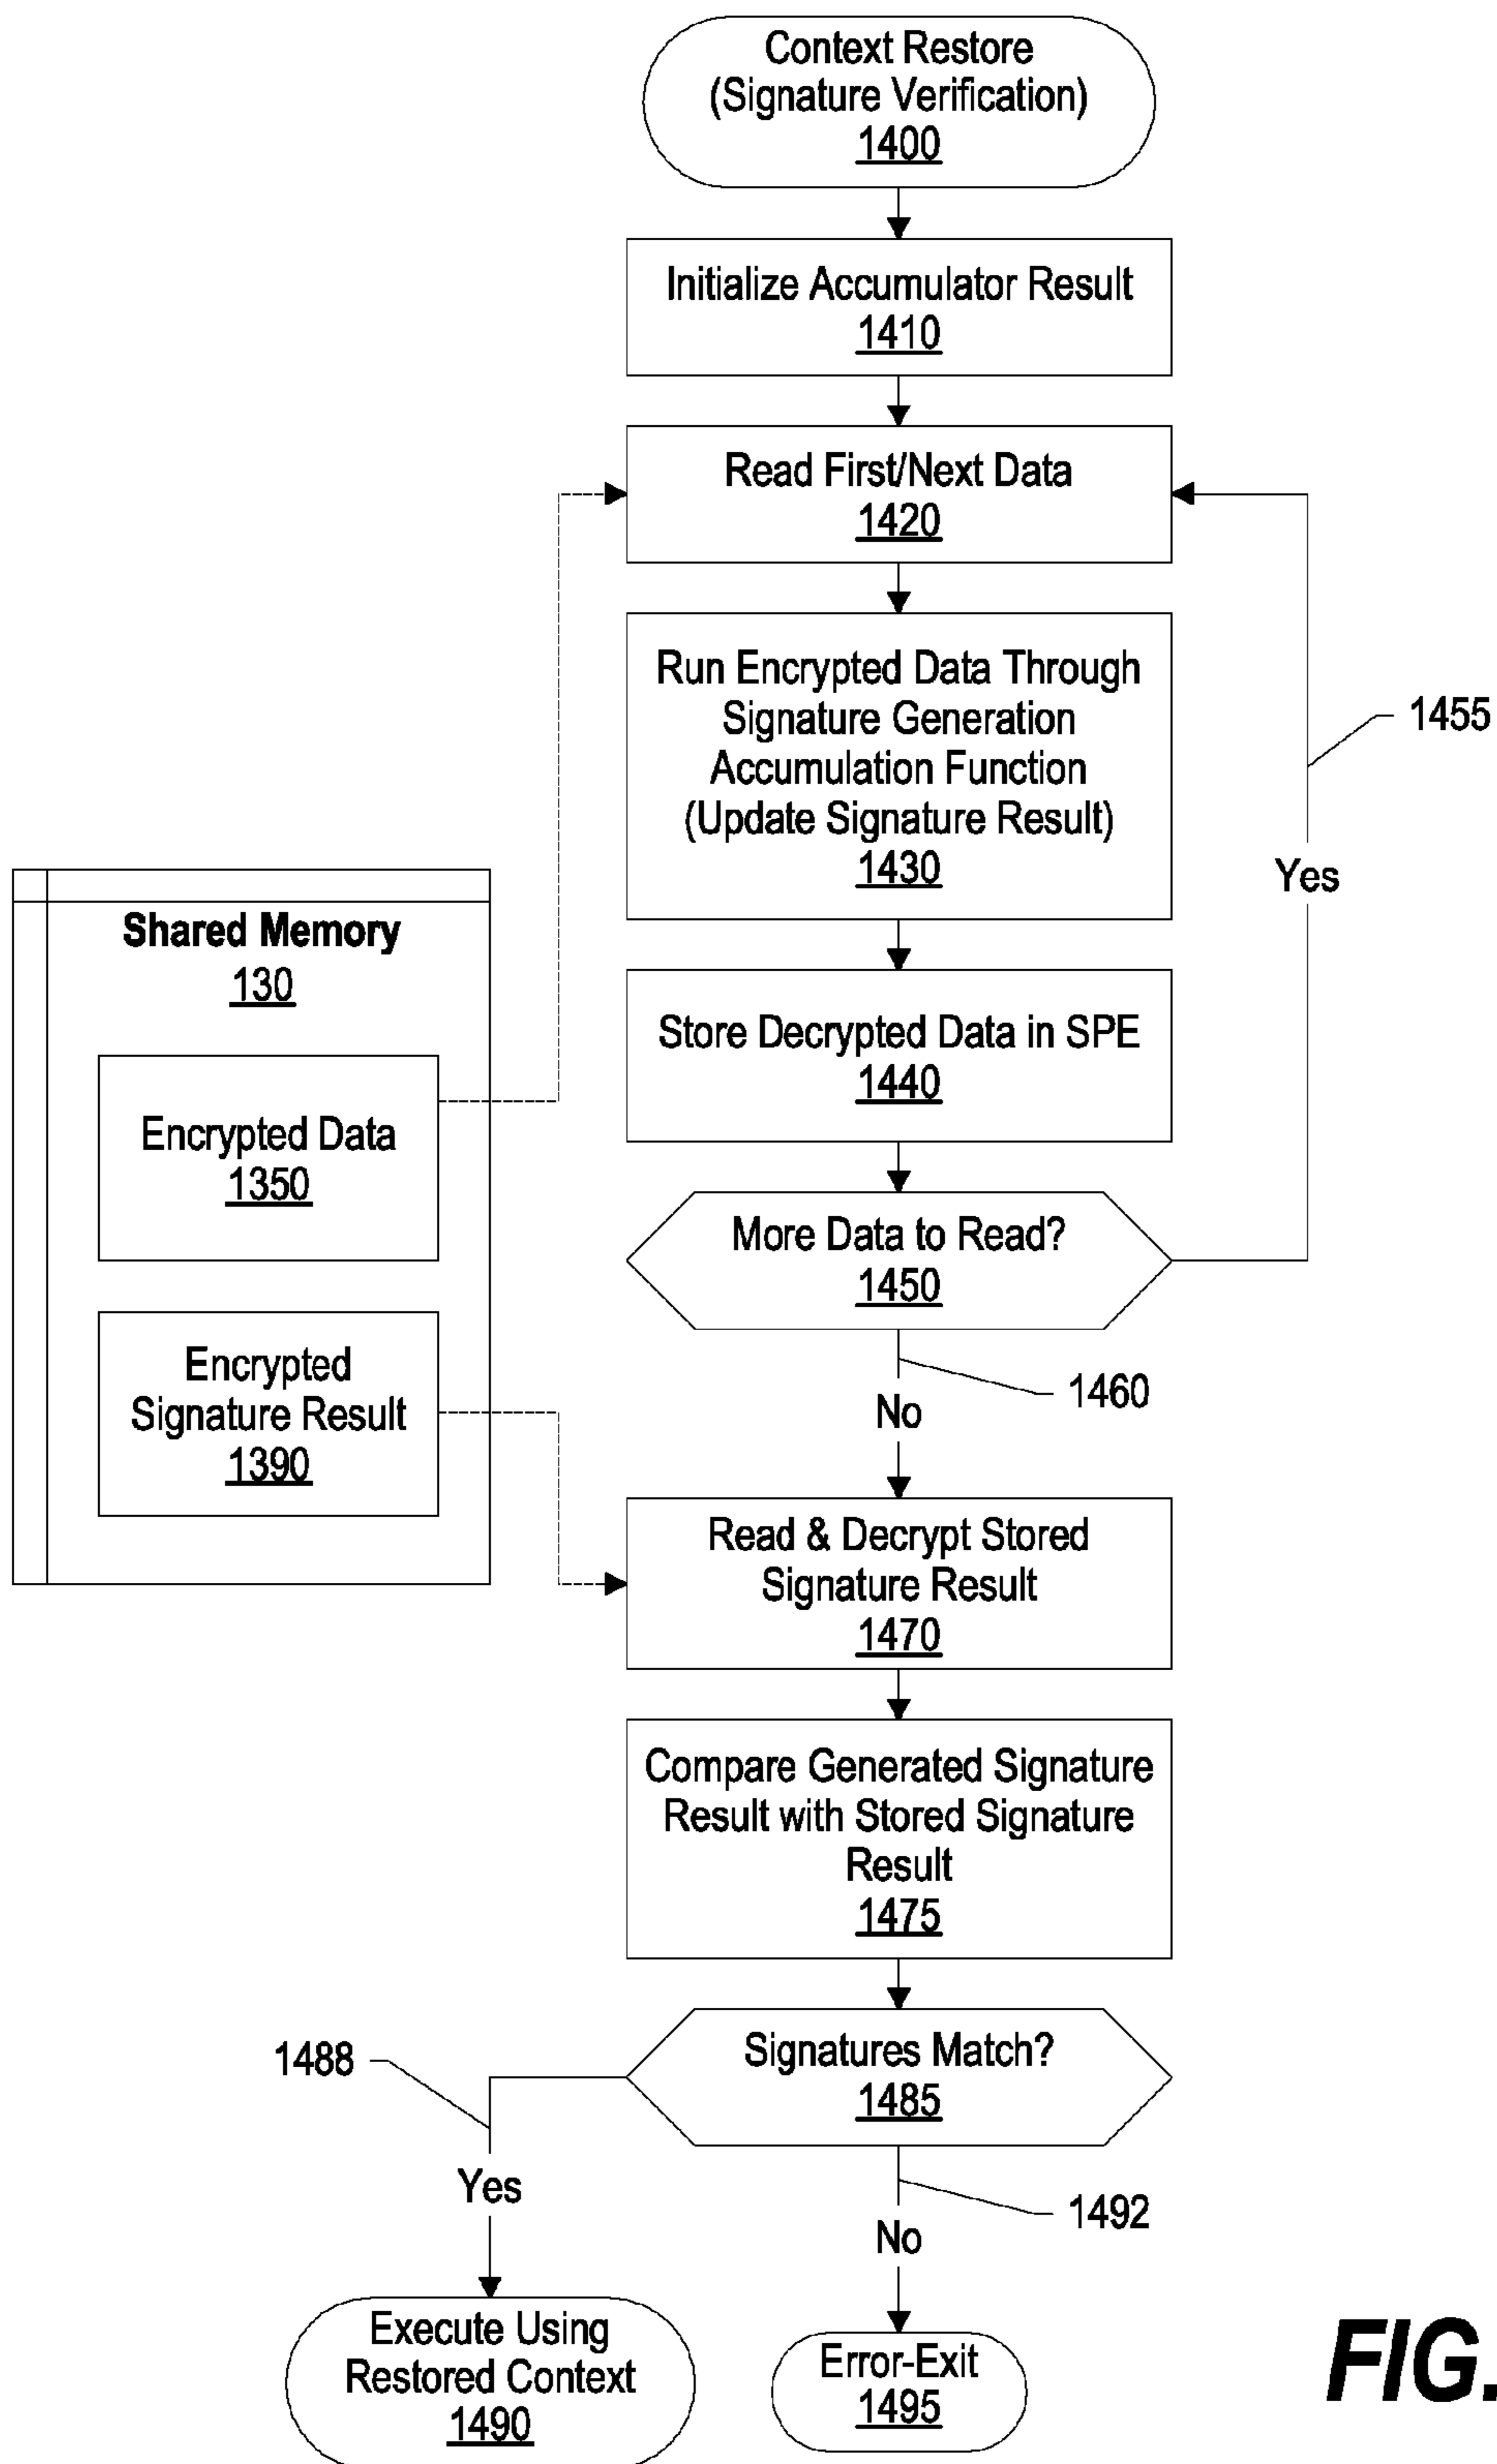 Context Restore
(Signature Verification)
1400
Initialize Accumulator Result
1410
Read First/Next Data
1420
Run Encrypted Data Through
Signature Generation
Accumulation Function
(Update Signature Result)
1430
1455
Yes
Shared Memory
130
Store Decrypted Data in SPE
1440
Encrypted Data
1350
More Data to Read?
1450
Encrypted
Signature Result
1390
1460
No
Read & Decrypt Stored
Signature Result
1470
Compare Generated Signature
Result with Stored Signature
Result
1475
Signatures Match?
1485
1488
Yes
1492
No
Execute Using
Restored Context
1490
Error-Exit
1495
FIG.